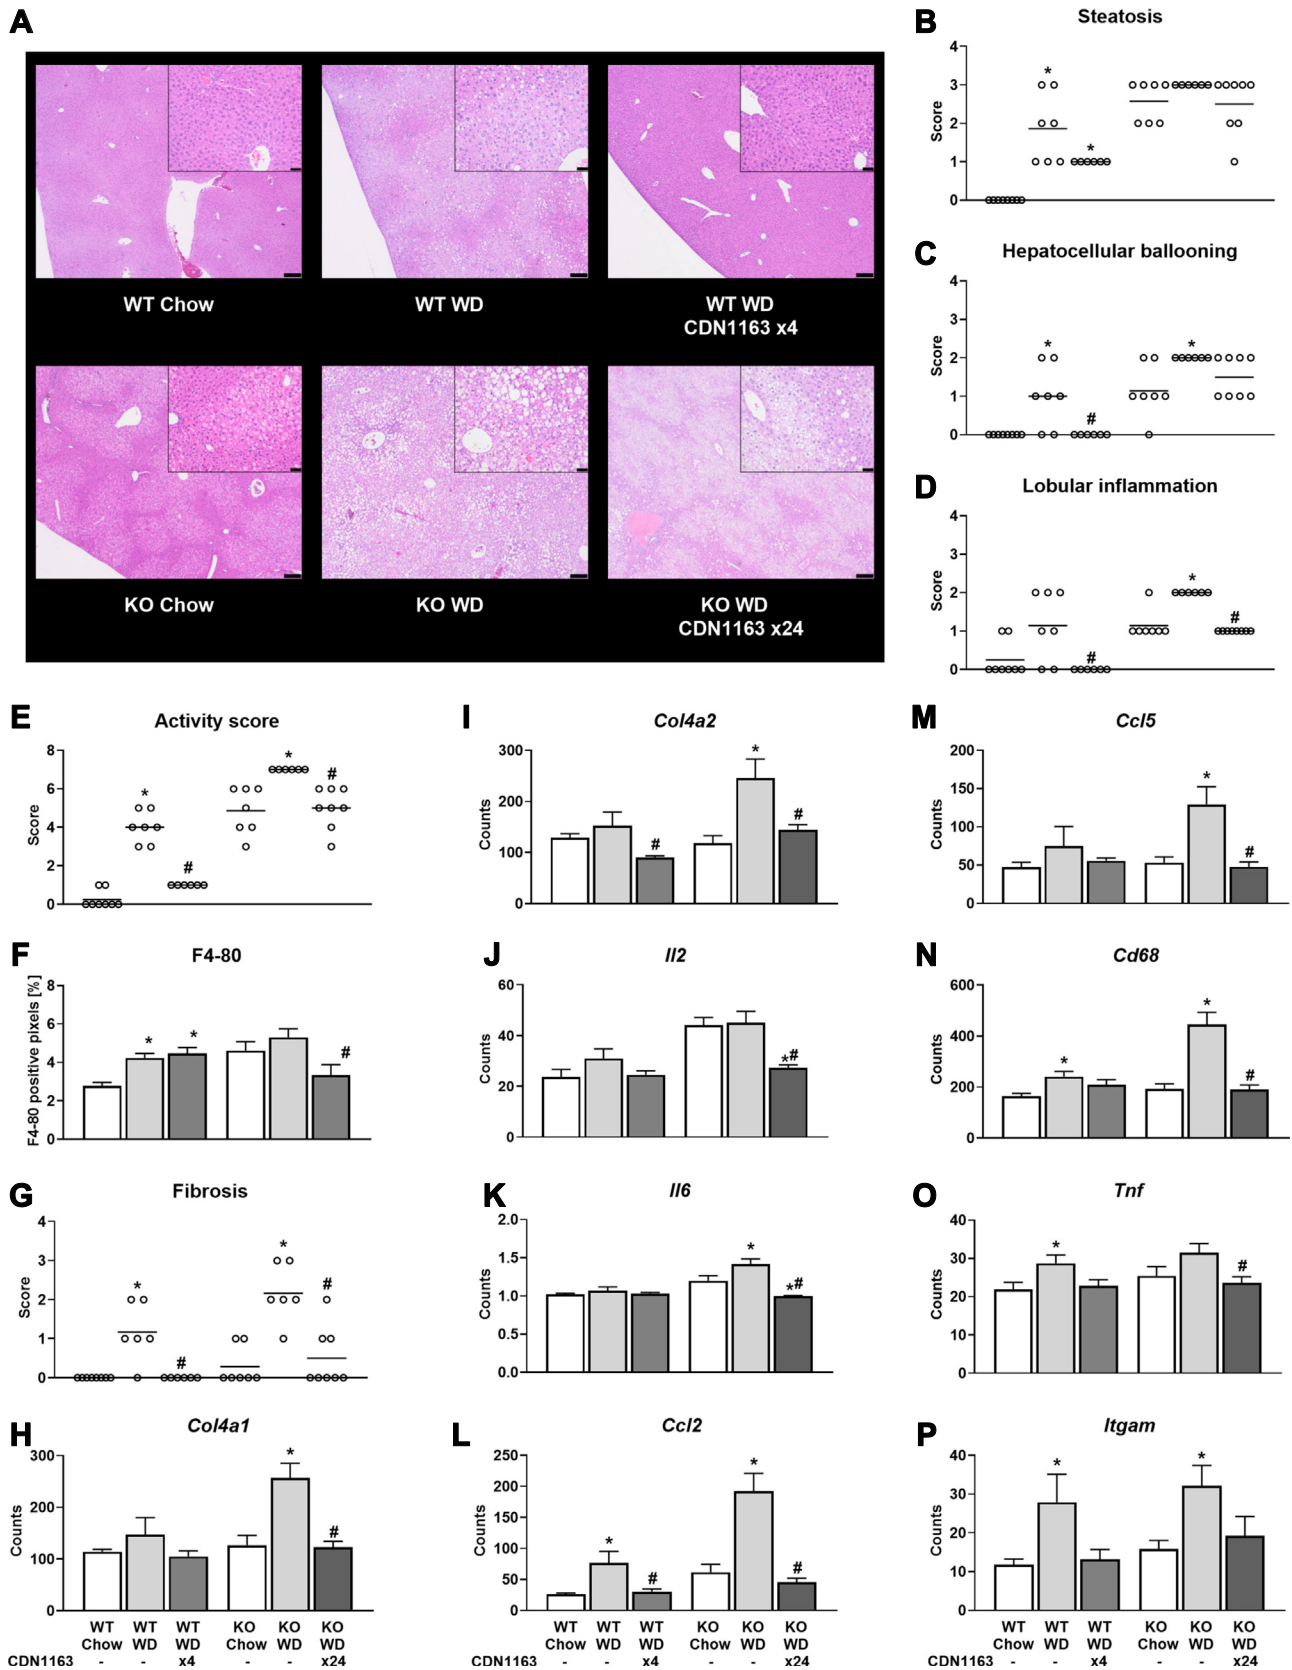 A
WT Chow
WT WD
WT WD
CDN1163 x4
KO Chow
KO WD
KO WD
CDN1163 x24
B
Steatosis
Score
4
3
2
1
0
*
*
C
Hepatocellular ballooning
Score
4
3
2
1
0
*
#
*
D
Lobular inflammation
Score
4
3
2
1
0
#
*
#
E
Activity score
Score
8
6
4
2
0
*
#
*
#
F
F4-80
F4-80 positive pixels [%]
8
6
4
2
0
*
*
#
G
Fibrosis
Score
4
3
2
1
0
*
#
*
#
H
Col4a1
Counts
300
200
100
0
*
#
WT Chow
WT WD
WT WD
KO Chow
KO WD
KO WD
CDN1163 - - x4 - - x24
I
Col4a2
Counts
300
200
100
0
#
*
#
J
Il2
Counts
60
40
20
0
*#
K
Il6
Counts
2.0
1.5
1.0
0.5
0.0
*
*#
L
Ccl2
Counts
250
200
150
100
50
0
*
#
*
#
WT Chow
WT WD
WT WD
KO Chow
KO WD
KO WD
CDN1163 - - x4 - - x24
M
Ccl5
Counts
200
150
100
50
0
*
#
N
Cd68
Counts
600
400
200
0
*
*
#
O
Tnf
Counts
40
30
20
10
0
*
#
P
Itgam
Counts
40
30
20
10
0
*
*
WT Chow
WT WD
WT WD
KO Chow
KO WD
KO WD
CDN1163 - - x4 - - x24